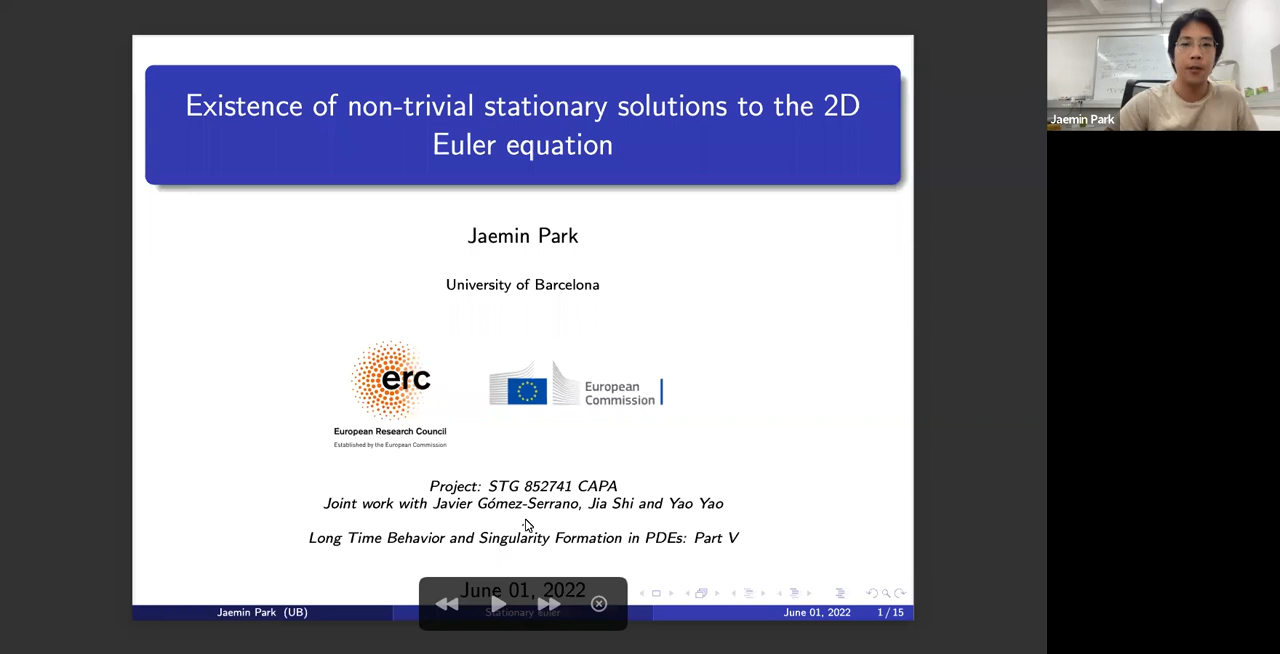 Existence of non-trivial stationary solutions to the 2D
Euler equation
Jaemin Park
University of Barcelona
erc
European Research Council
Established by the European Commission
European
Commission
Project: STG 852741 CAPA
Joint work with Javier Gómez-Serrano, Jia Shi and Yao Yao
Long Time Behavior and Singularity Formation in PDEs: Part V
June 01, 2022
Jaemin Park (UB)
Stationary euler
June 01, 2022
1 / 15
Jaemin Park